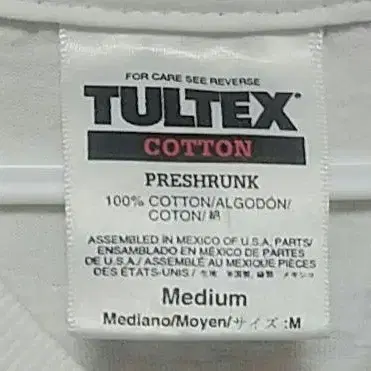 FOR CARE SEE REVERSE
TULTEX
COTTON
PRESHRUNK
100% COTTON/ALGODÓN/
COTON/綿
ASSEMBLED IN MEXICO OF U.S.A. PARTS/
ENSAMBLADO EN MÉXICO DE PARTES
DE U.S.A./ ASSEMBLÉ AU MEXIQUE PIÈCES
DES ÉTATS-UNIS/
Medium
Mediano/Moyen/サイズ:M